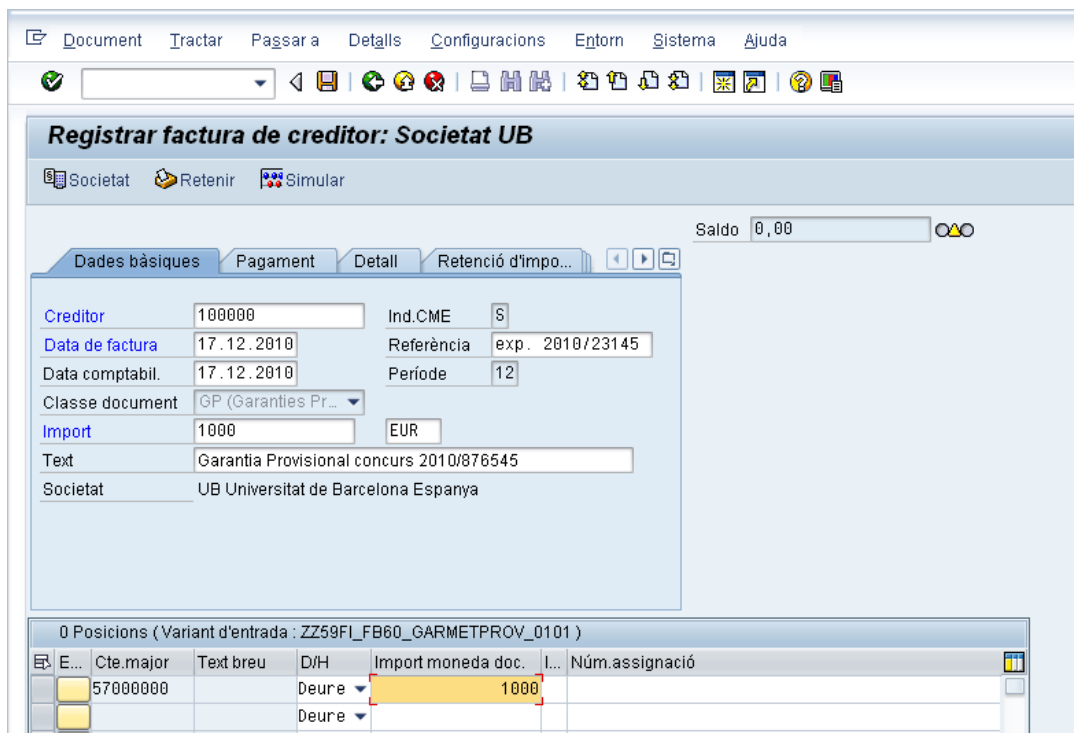 Document Tractar Passar a Detalls Configuracions Entorn Sistema Ajuda
Registrar factura de creditor: Societat UB
Societat Retenir Simular
Saldo 0,00
Dades bàsiques Pagament Detall Retenció d'impo...
Creditor 100000 Ind.CME S
Data de factura 17.12.2010 Referència exp. 2010/23145
Data comptabil. 17.12.2010 Període 12
Classe document GP (Garanties Pr...
Import 1000 EUR
Text Garantia Provisional concurs 2010/876545
Societat UB Universitat de Barcelona Espanya
0 Posicions ( Variant d'entrada : ZZ59FI_FB60_GARMETPROV_0101 )
E... Cte.major Text breu D/H Import moneda doc. I... Núm.assignació
57000000 Deure 1000
Deure